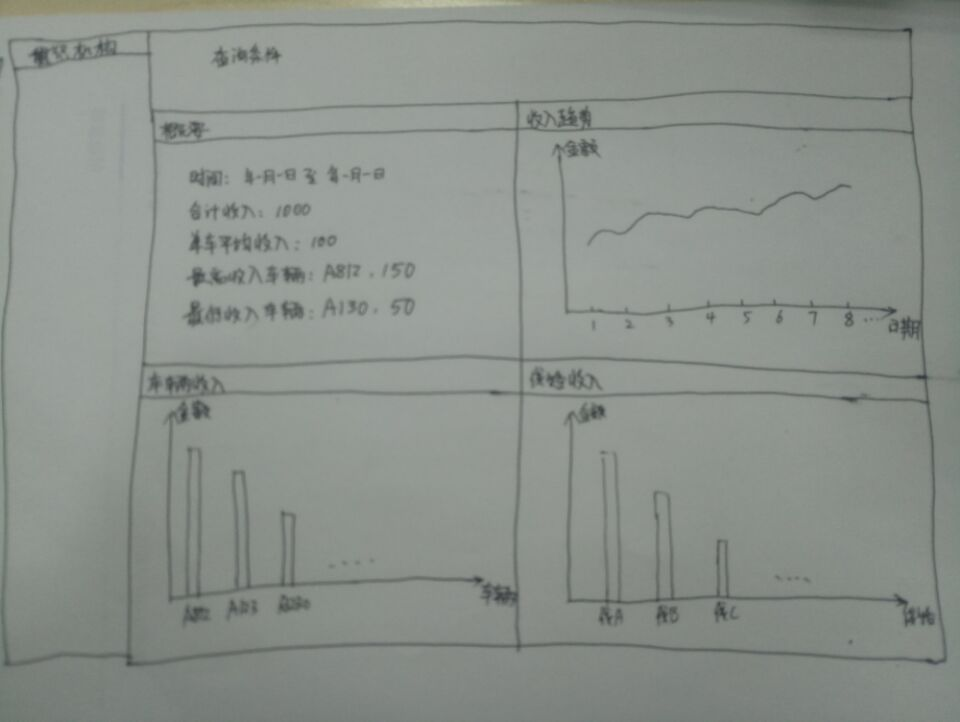 组织机构
查询条件
概要
时间：年-月-日 至 年-月-日
合计收入：1000
单车平均收入：100
最高收入车辆：A812，150
最低收入车辆：A130，50
收入趋势
金额
1 2 3 4 5 6 7 8 .... 日期
车辆收入
金额
....
A812 A123
车辆
线路收入
金额
....
线A 线B 线C
线路